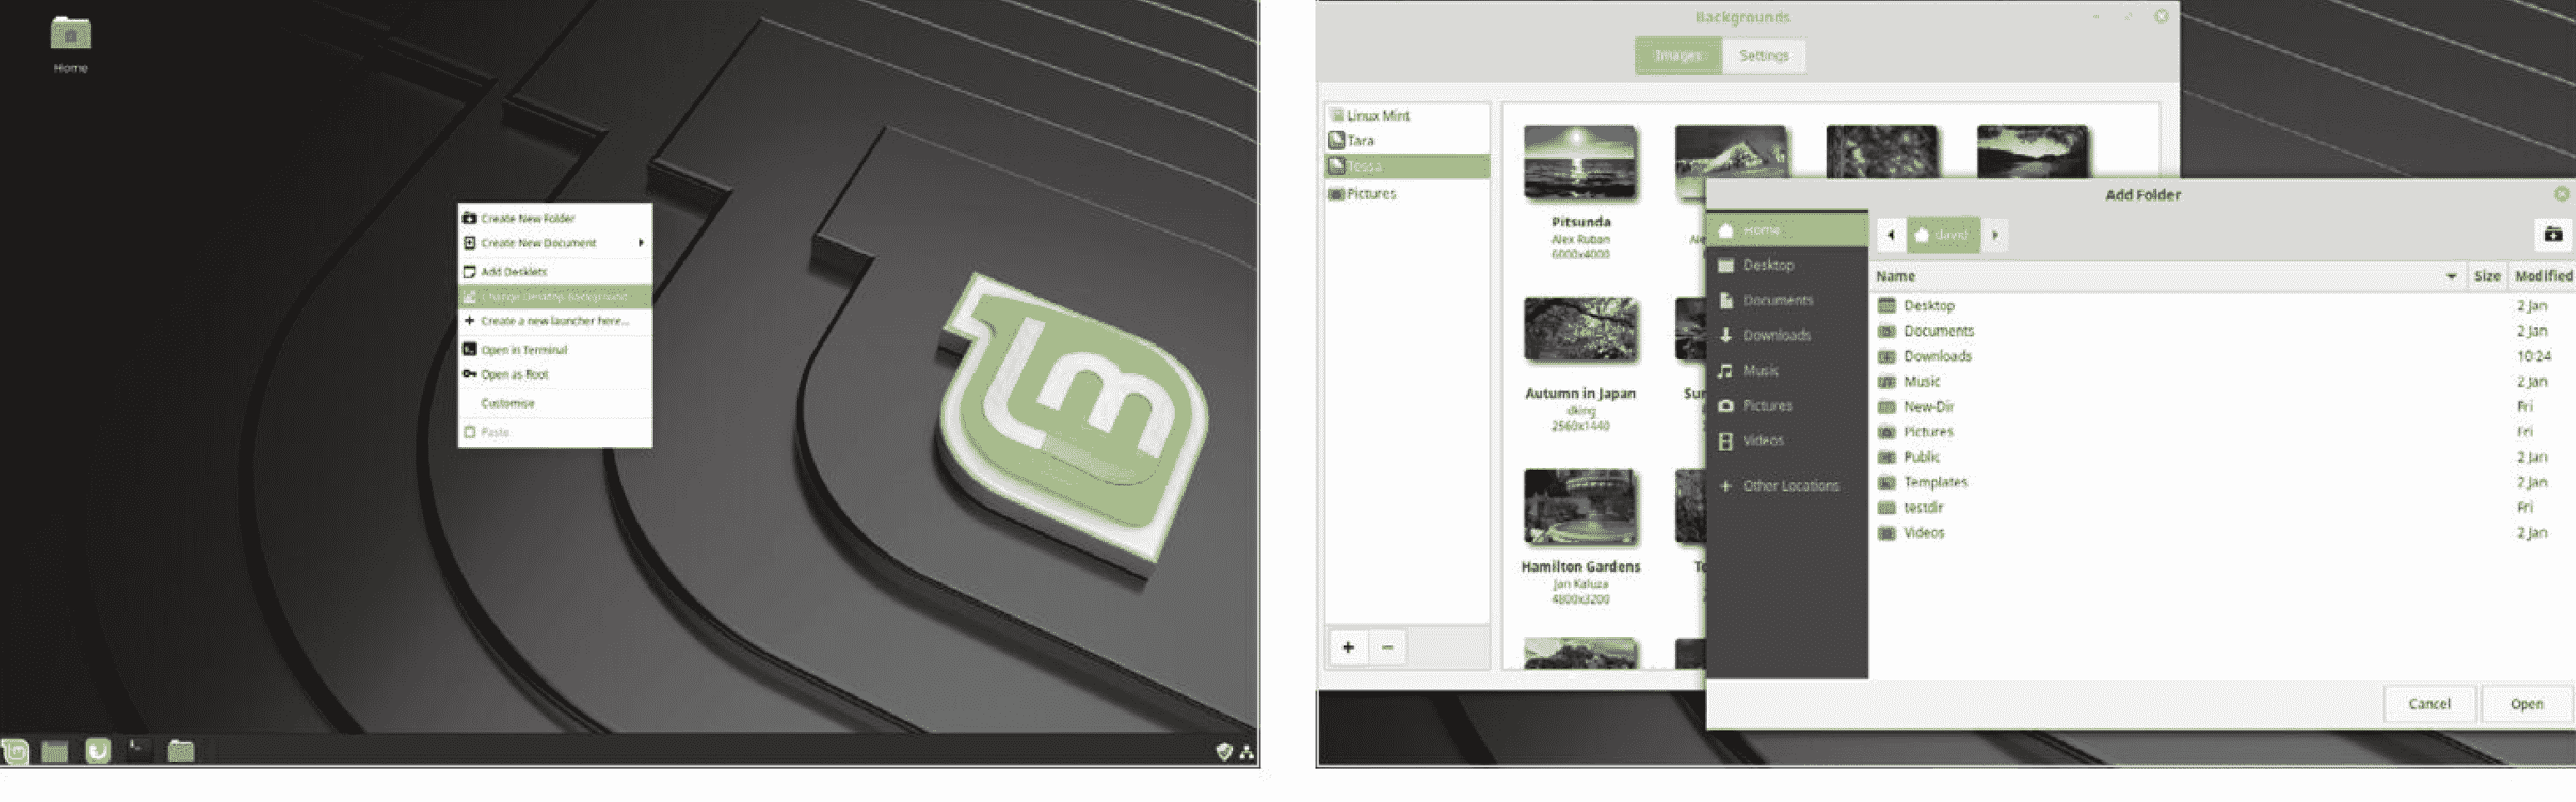 Home
Create New Folder
Create New Document
Add Desklets
Change Desktop Background
Create a new launcher here...
Open in Terminal
Open as Root
Customise
Paste
Backgrounds
Images
Settings
Linux Mint
Tara
Tessa
Pictures
Pitsunda
Alex Ruban
6000x4000
Autumn in Japan
dking
2560x1440
Hamilton Gardens
Jan Kaluza
4800x3200
Ale
Sur
To
Add Folder
Home
Desktop
Documents
Downloads
Music
Pictures
Videos
Other Locations
david
Name Size Modified
Desktop 2 Jan
Documents 2 Jan
Downloads 10:24
Music 2 Jan
New-Dir Fri
Pictures Fri
Public 2 Jan
Templates 2 Jan
testdir Fri
Videos 2 Jan
Cancel
Open